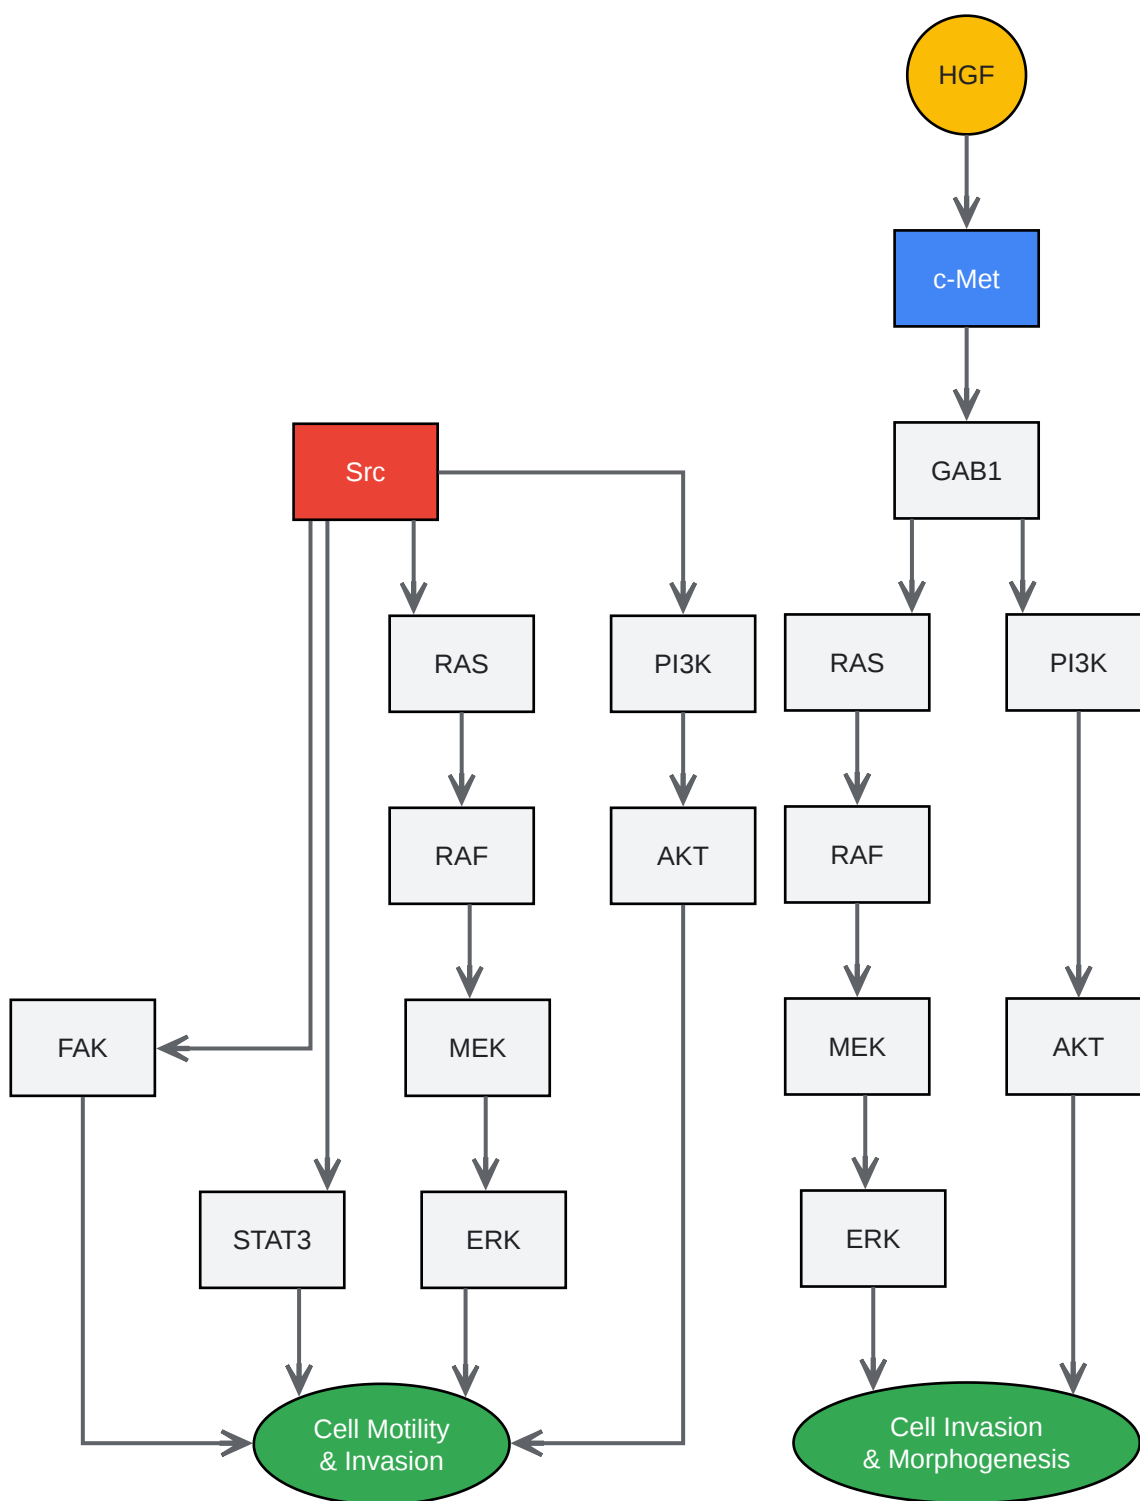 HGF
c-Met
Src
GAB1
RAS
PI3K
RAS
PI3K
RAF
AKT
RAF
FAK
MEK
MEK
AKT
STAT3
ERK
ERK
Cell Motility
& Invasion
Cell Invasion
& Morphogenesis